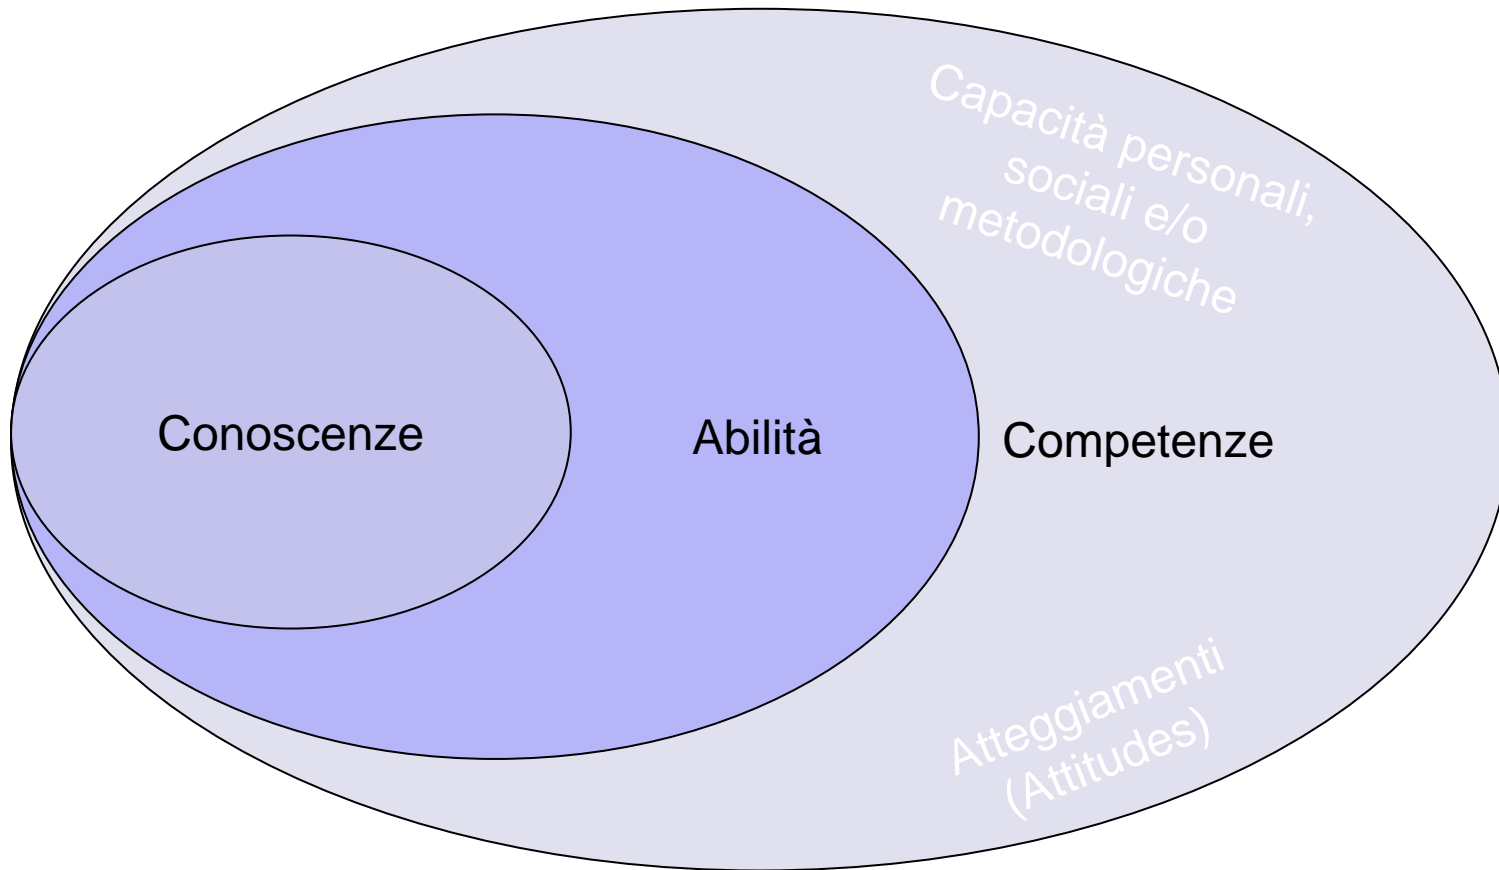 Capacità personali,
sociali e/o
metodologiche
Conoscenze
Abilità
Competenze
Atteggiamenti
(Attitudes)